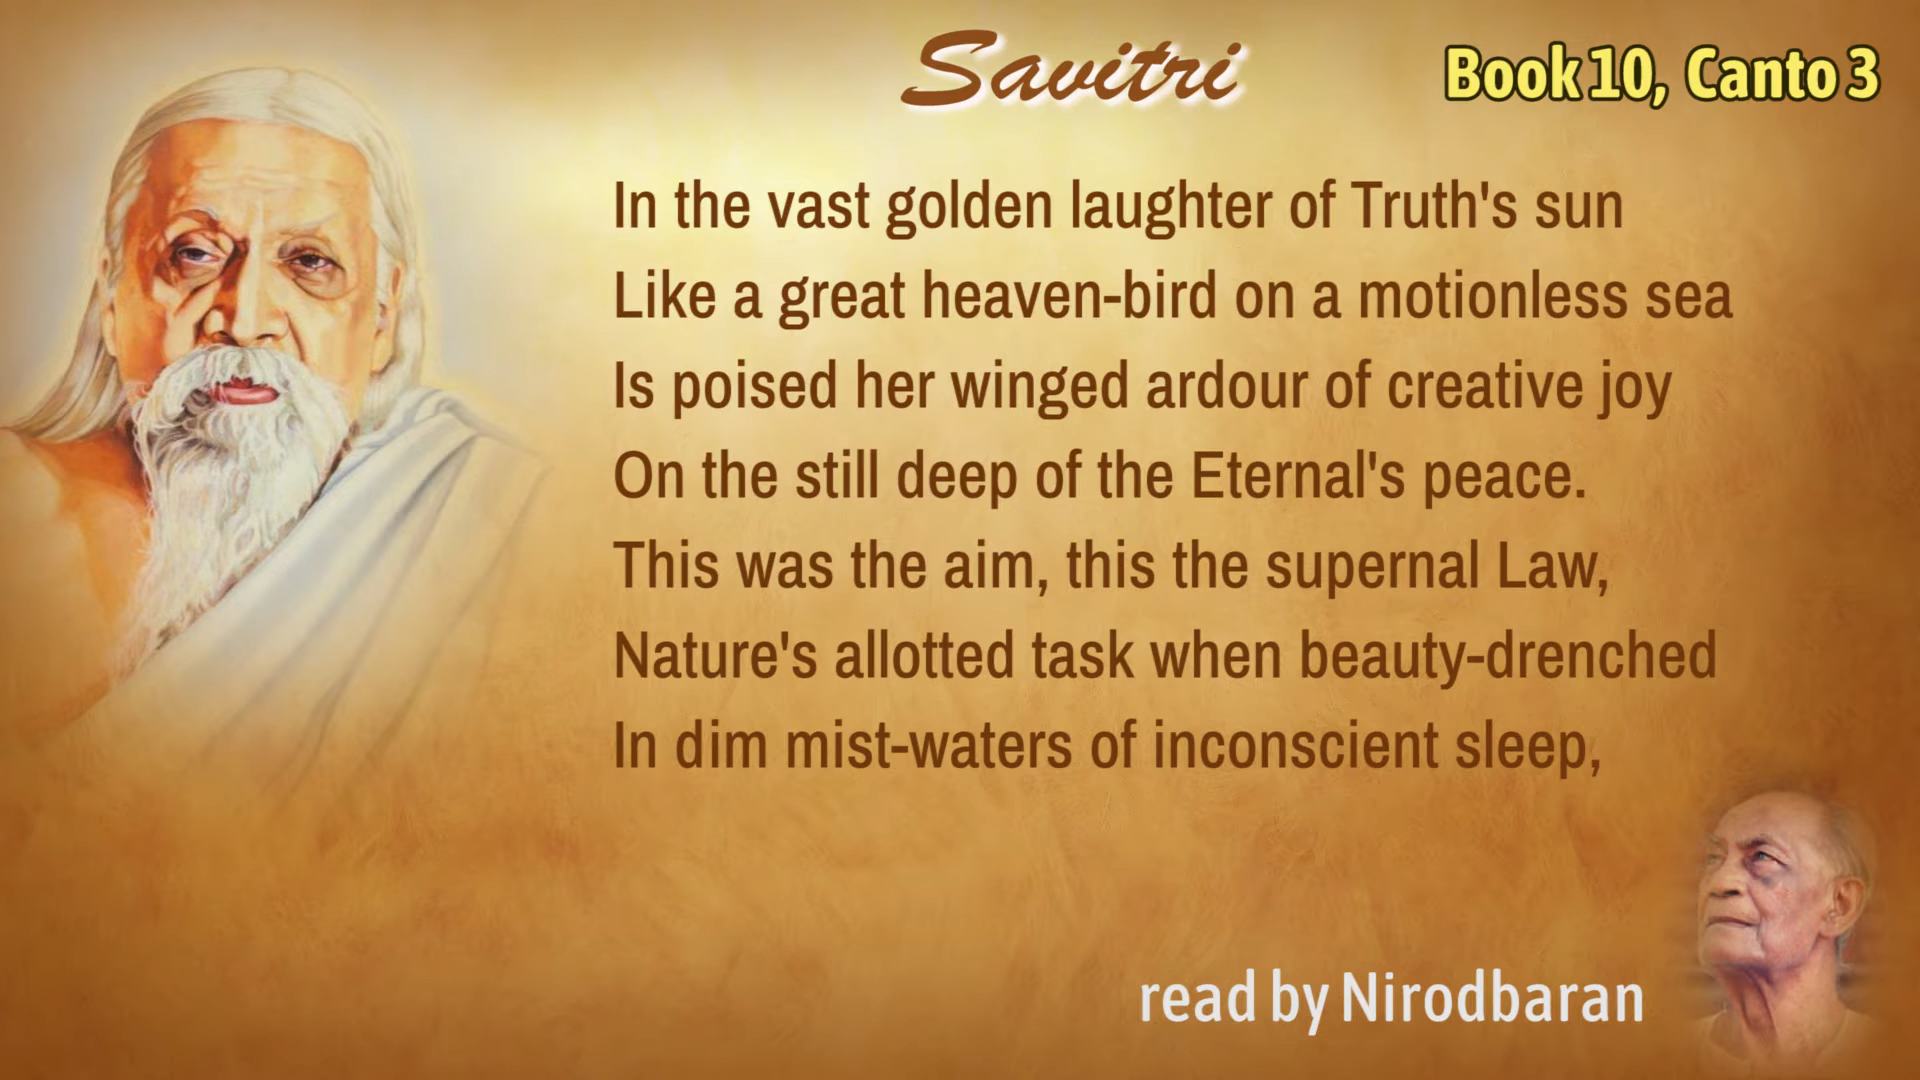 Savitri
Book 10, Canto 3
In the vast golden laughter of Truth's sun
Like a great heaven-bird on a motionless sea
Is poised her winged ardour of creative joy
On the still deep of the Eternal's peace.
This was the aim, this the supernal Law,
Nature's allotted task when beauty-drenched
In dim mist-waters of inconscient sleep,
read by Nirodbaran